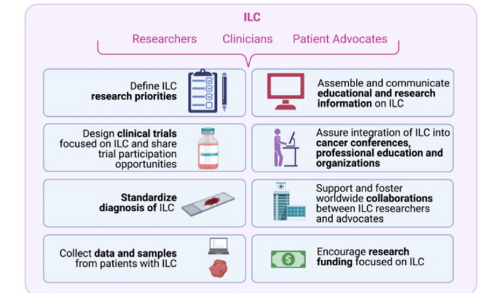 ILC
Researchers Clinicians Patient Advocates
Define ILC
research priorities
Assemble and communicate
educational and research
information on ILC
Design clinical trials
focused on ILC and share
trial participation
opportunities
Assure integration of ILC into
cancer conferences,
professional education and
organizations
Standardize
diagnosis of ILC
Support and foster
worldwide collaborations
between ILC researchers
and advocates
Collect data and samples
from patients with ILC
Encourage research
funding focused on ILC